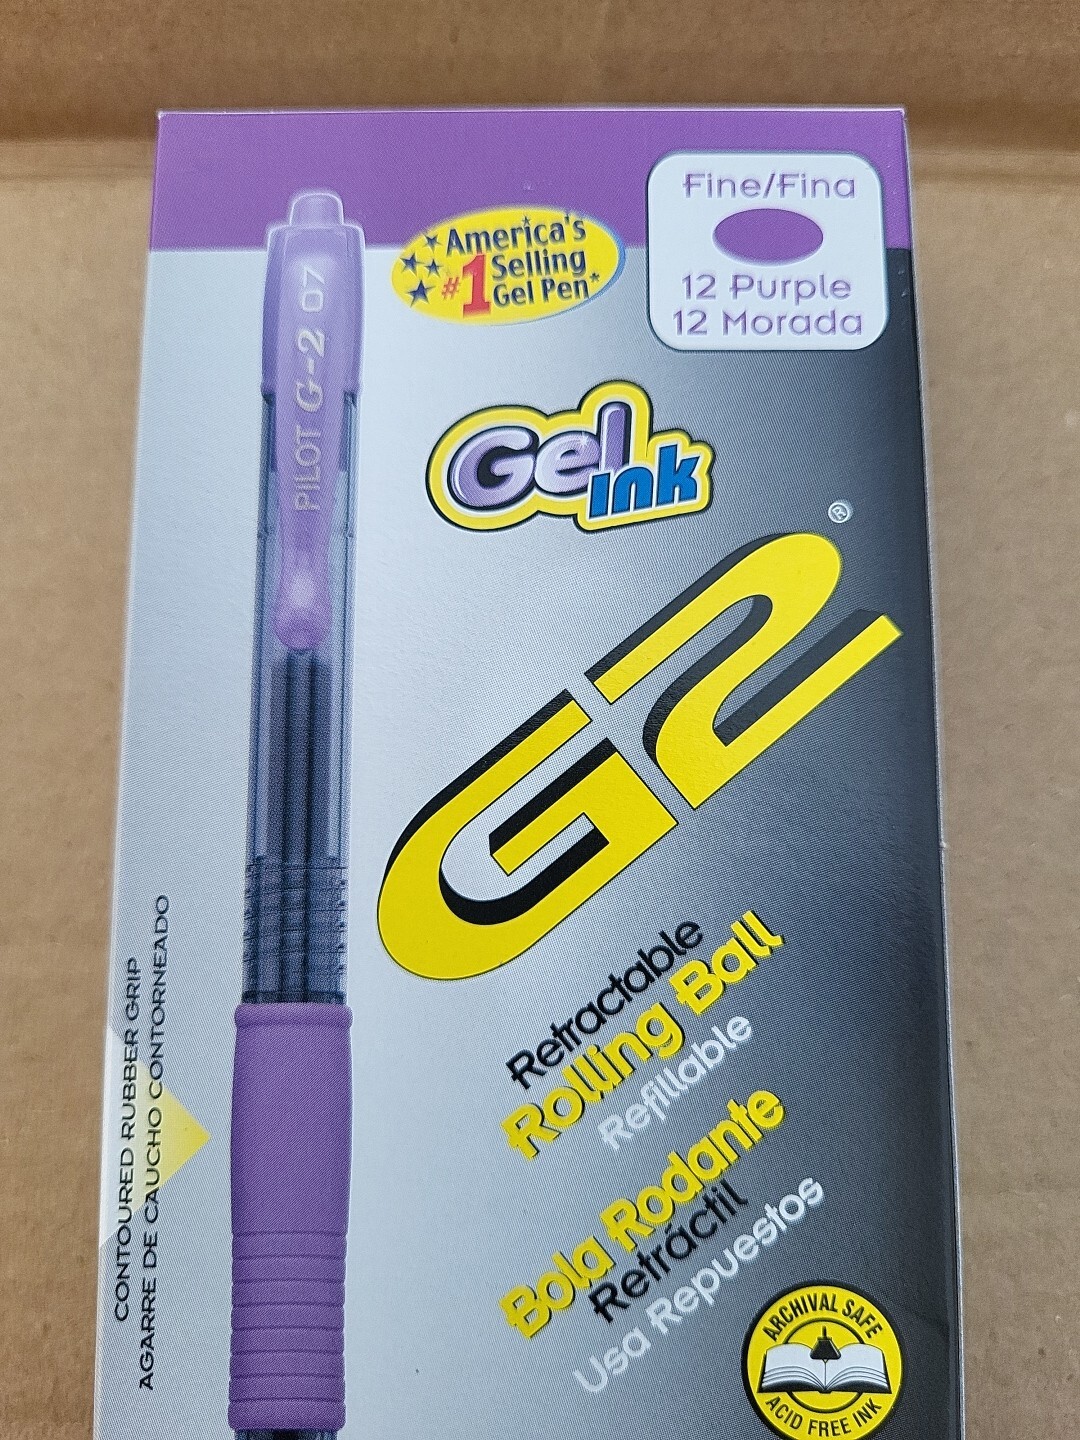 Fine/Fina
12 Purple
12 Morada
America's
#1 Selling
Gel Pen*
PILOT G-2 07
Gel
Ink
G2®
Retractable
Rolling Ball
Refillable
Bola Rodante
Retráctil
Usa Repuestos
CONTOURED RUBBER GRIP
AGARRE DE CAUCHO CONTORNEADO
ARCHIVAL SAFE
ACID FREE INK